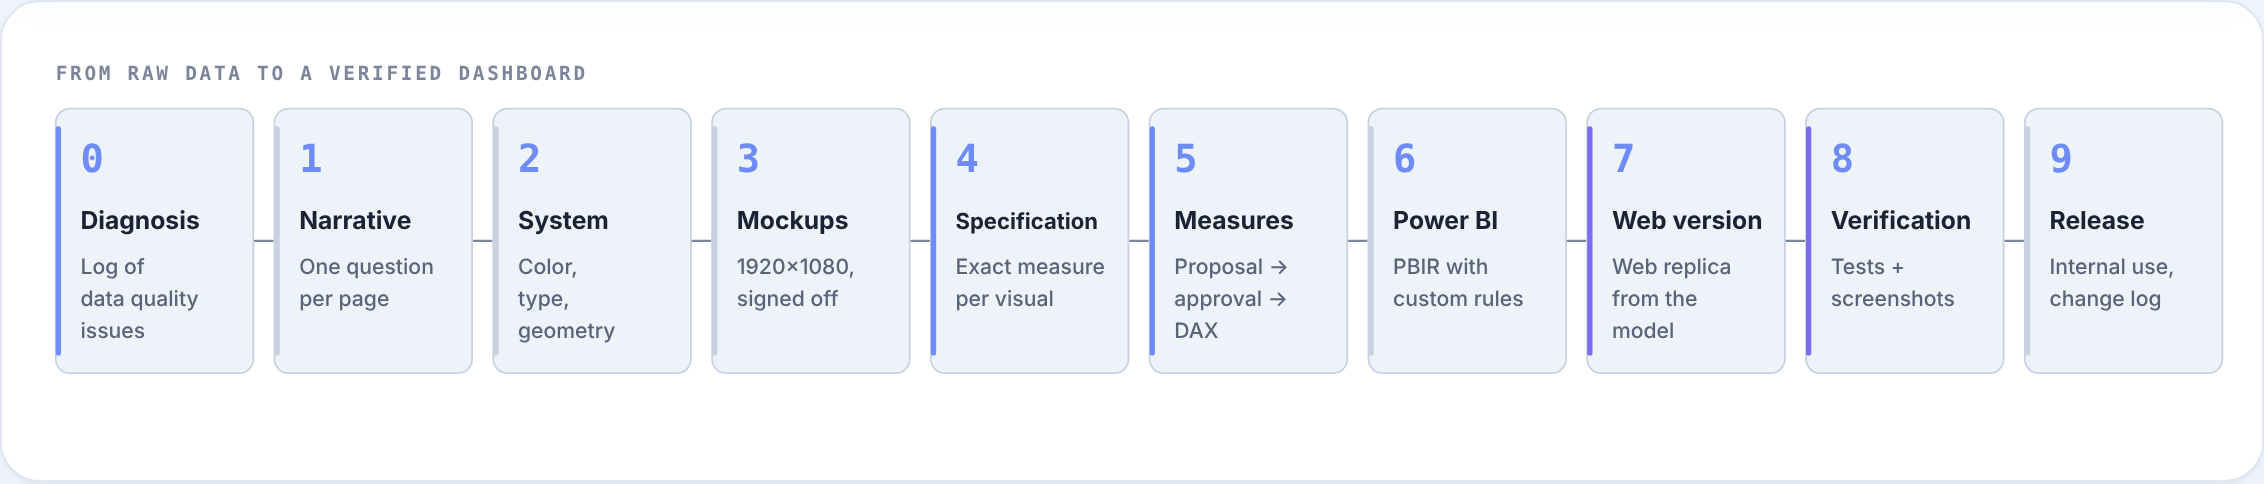 FROM RAW DATA TO A VERIFIED DASHBOARD
0
Diagnosis
Log of
data quality
issues
1
Narrative
One question
per page
2
System
Color,
type,
geometry
3
Mockups
1920×1080,
signed off
4
Specification
Exact measure
per visual
5
Measures
Proposal →
approval →
DAX
6
Power BI
PBIR with
custom rules
7
Web version
Web replica
from the
model
8
Verification
Tests +
screenshots
9
Release
Internal use,
change log